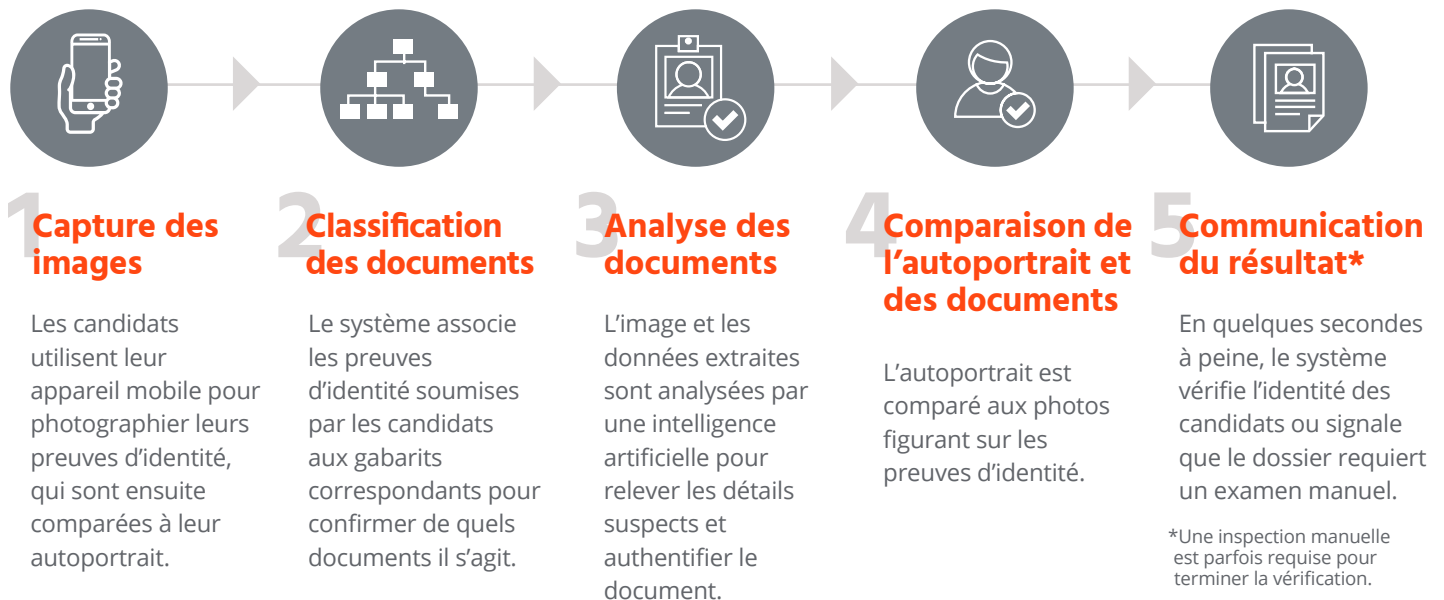 1
Capture des
images
Les candidats
utilisent leur
appareil mobile pour
photographier leurs
preuves d’identité,
qui sont ensuite
comparées à leur
autoportrait.
2
Classification
des documents
Le système associe
les preuves
d’identité soumises
par les candidats
aux gabarits
correspondants pour
confirmer de quels
documents il s’agit.
3
Analyse des
documents
L’image et les
données extraites
sont analysées par
une intelligence
artificielle pour
relever les détails
suspects et
authentifier le
document.
4
Comparaison de
l’autoportrait et
des documents
L’autoportrait est
comparé aux photos
figurant sur les
preuves d’identité.
5
Communication
du résultat*
En quelques secondes
à peine, le système
vérifie l’identité des
candidats ou signale
que le dossier requiert
un examen manuel.
*Une inspection manuelle
est parfois requise pour
terminer la vérification.